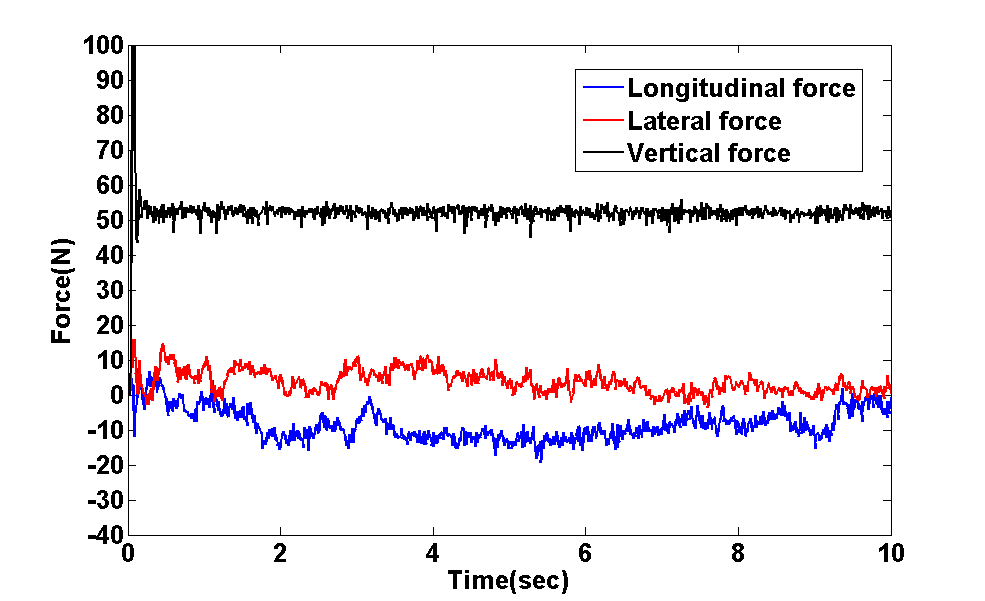 100
90
80
70
60
50
40
30
20
10
0
-10
-20
-30
-40
Force(N)
Longitudinal force
Lateral force
Vertical force
0 2 4 6 8 10
Time(sec)